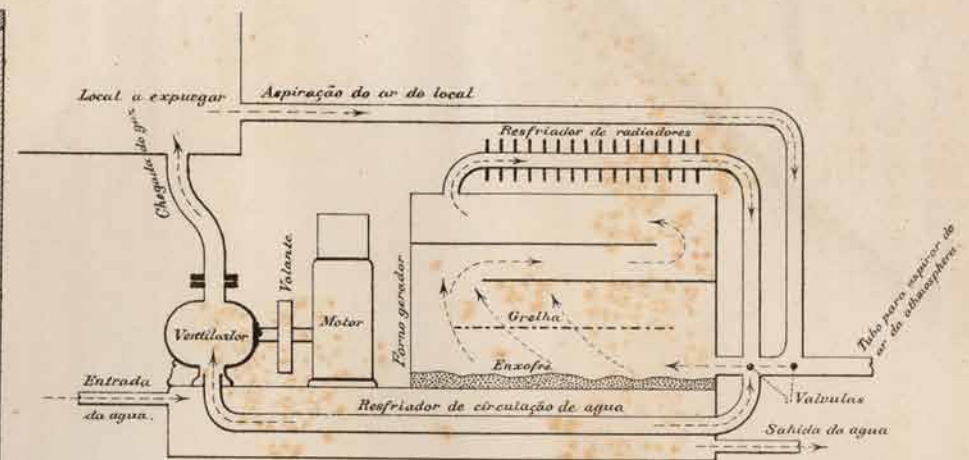 Local a expurgar
Aspiração do ar do local
Resfriador de radiadores
Chegada do gaz
Volante
Forno gerador
Tubo para aspirar do
ar da athmosphera.
Ventilador
Motor
Grelha
Enxofre
Entrada
da agua.
Resfriador de circulação de agua
Valvulas
Sahida da agua